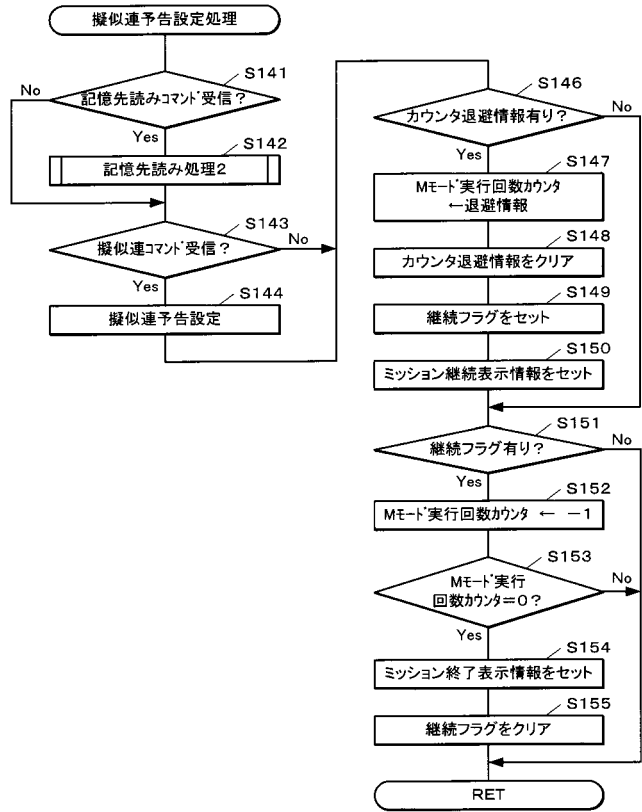 擬似連予告設定処理
S141
No
記憶先読みコマンド受信？
Yes
S142
記憶先読み処理2
S143
擬似連コマンド受信？
No
Yes
S144
擬似連予告設定
S146
カウンタ退避情報有り？
No
Yes
S147
Mモード実行回数カウンタ
←退避情報
S148
カウンタ退避情報をクリア
S149
継続フラグをセット
S150
ミッション継続表示情報をセット
S151
継続フラグ有り？
No
Yes
S152
Mモード実行回数カウンタ ← －1
S153
Mモード実行
回数カウンタ＝0？
No
Yes
S154
ミッション終了表示情報をセット
S155
継続フラグをクリア
RET